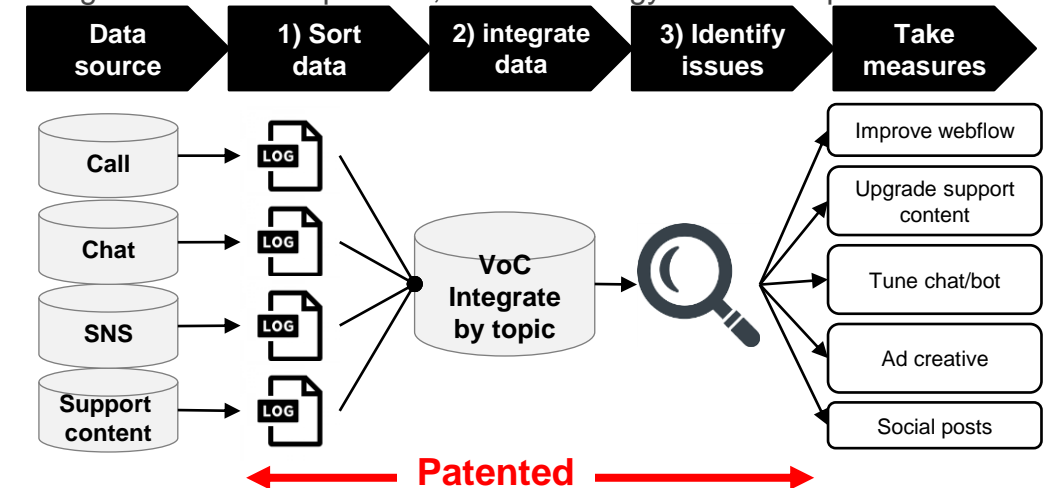 Data
source
1) Sort
data
2) integrate
data
3) Identify
issues
Take
measures
Call
LOG
Chat
LOG
SNS
LOG
Support
content
LOG
VoC
Integrate
by topic
Improve webflow
Upgrade support
content
Tune chat/bot
Ad creative
Social posts
Patented